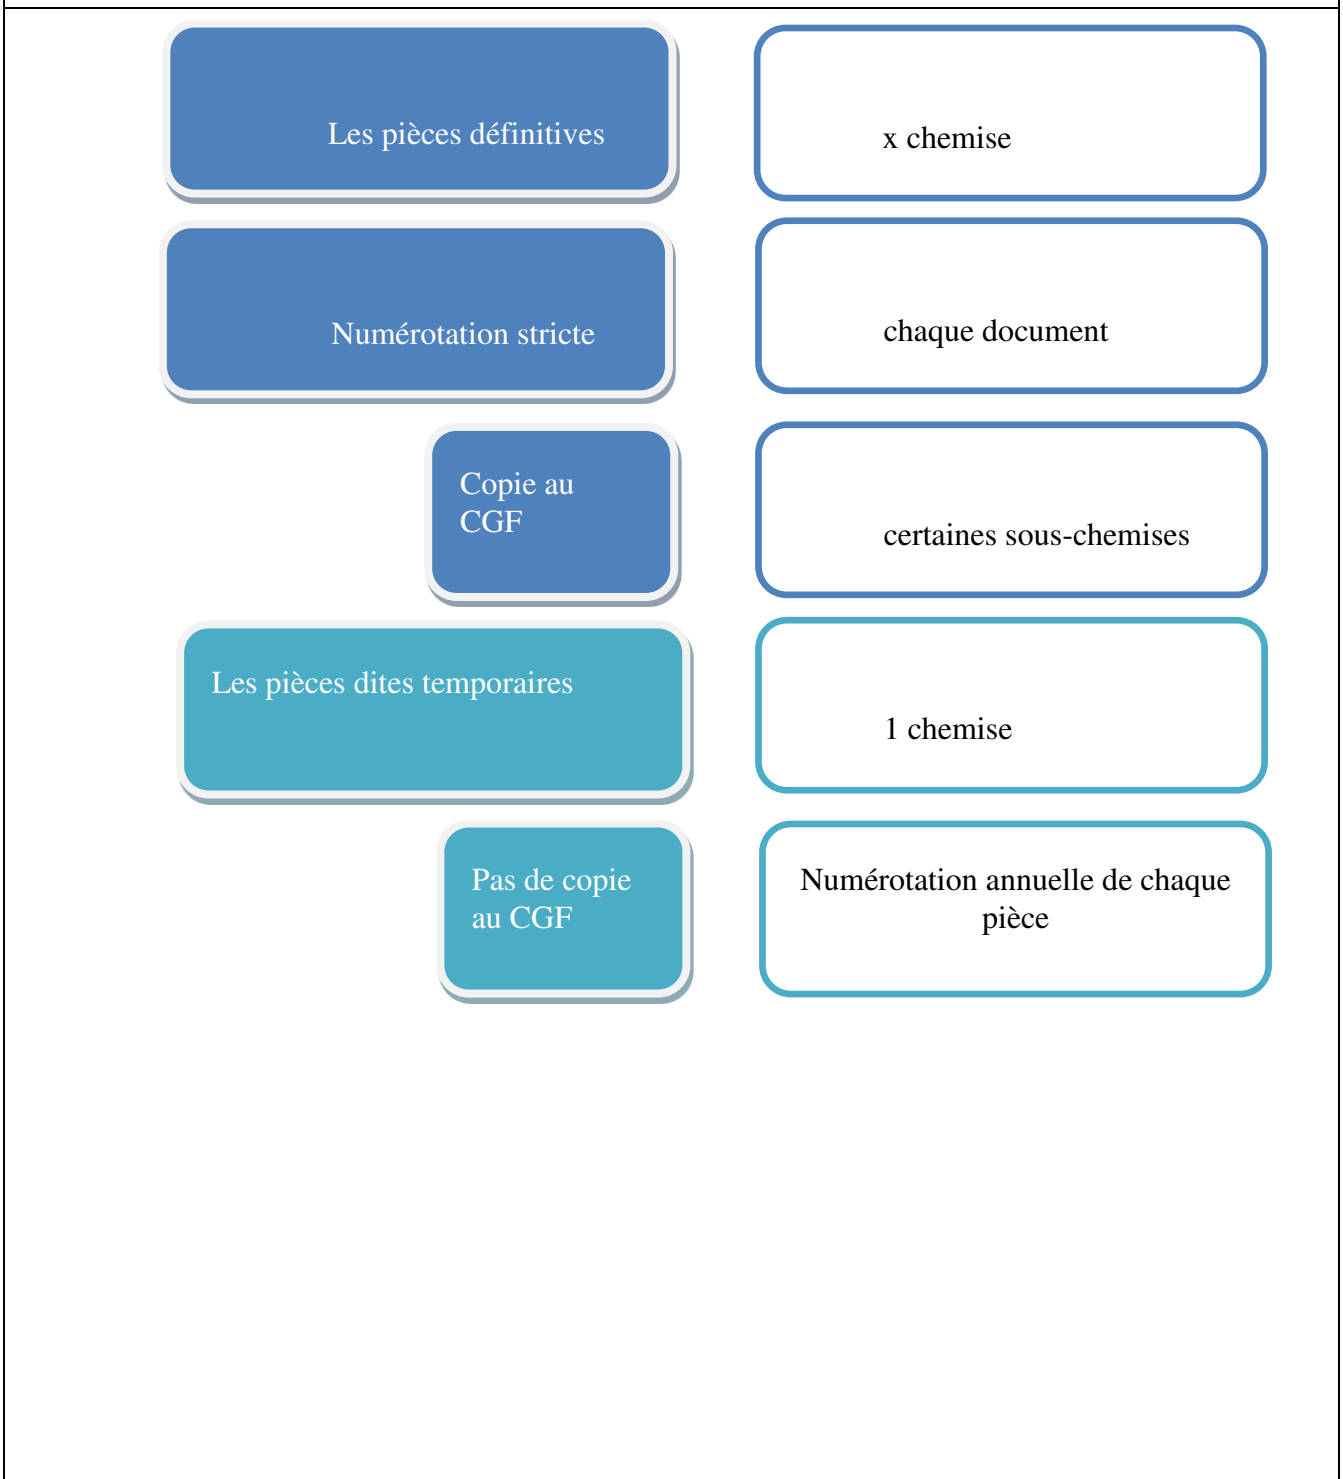 Les pièces définitives
x chemise
Numérotation stricte
chaque document
Copie au
CGF
certaines sous-chemises
Les pièces dites temporaires
1 chemise
Pas de copie
au CGF
Numérotation annuelle de chaque
pièce